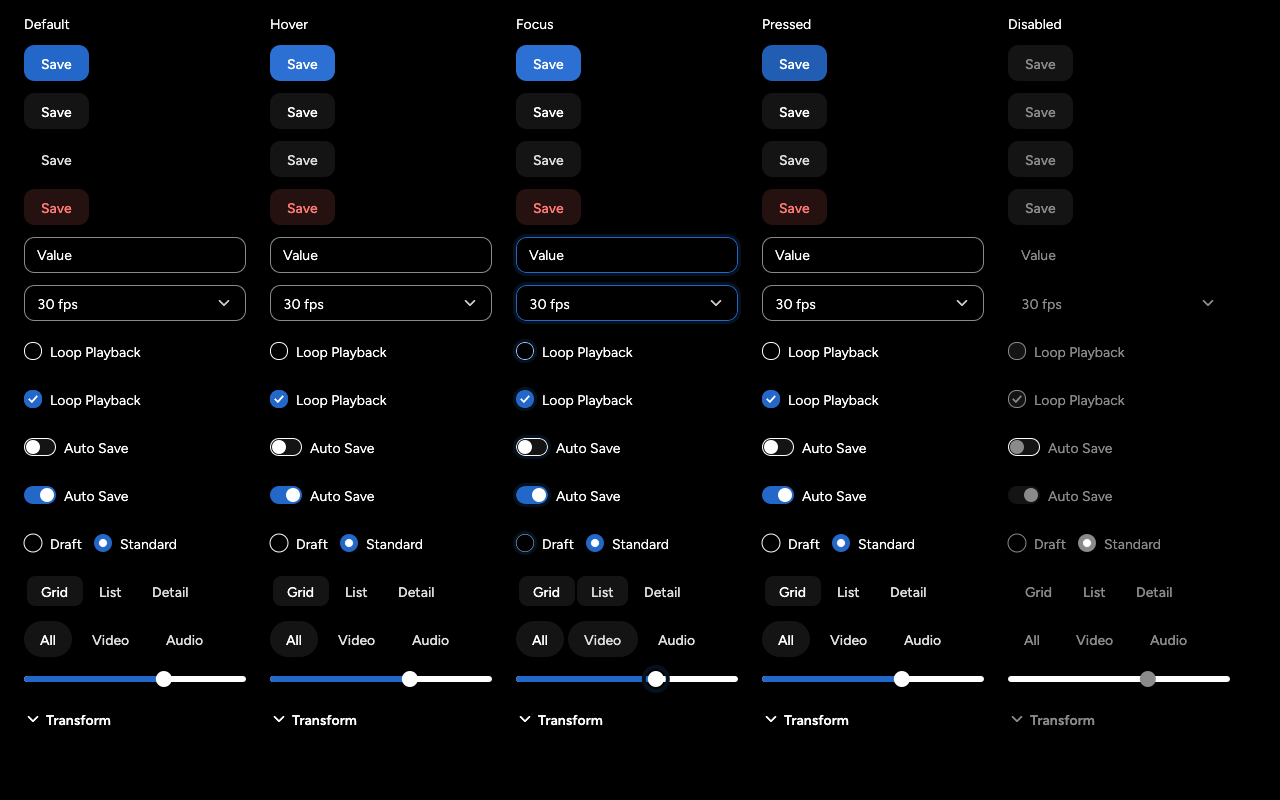 Default Hover Focus Pressed Disabled
Save Save Save Save Save
Save Save Save Save Save
Save Save Save Save Save
Save Save Save Save Save
Value Value Value Value Value
30 fps 30 fps 30 fps 30 fps 30 fps
Loop Playback Loop Playback Loop Playback Loop Playback Loop Playback
Loop Playback Loop Playback Loop Playback Loop Playback Loop Playback
Auto Save Auto Save Auto Save Auto Save Auto Save
Auto Save Auto Save Auto Save Auto Save Auto Save
Draft Standard Draft Standard Draft Standard Draft Standard Draft Standard
Grid List Detail Grid List Detail Grid List Detail Grid List Detail Grid List Detail
All Video Audio All Video Audio All Video Audio All Video Audio All Video Audio
Transform Transform Transform Transform Transform